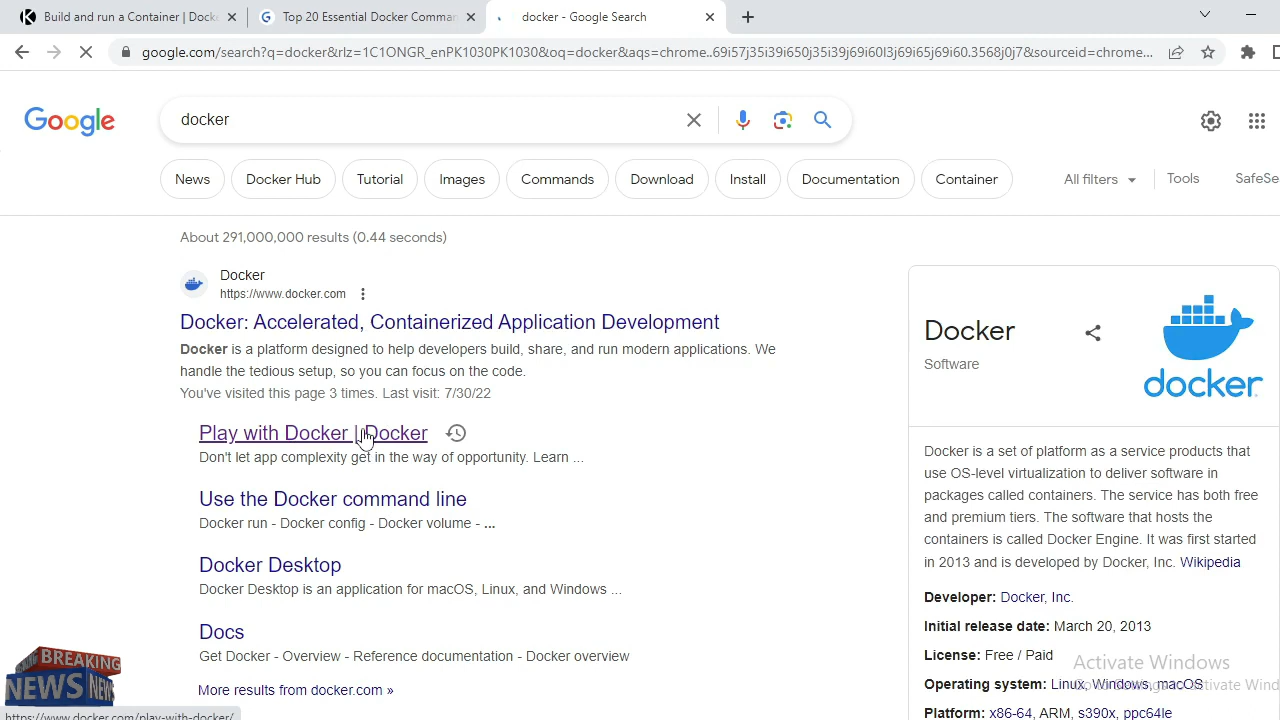 Build and run a Container | Docke
Top 20 Essential Docker Comman
docker - Google Search
google.com/search?q=docker&rlz=1C1ONGR_enPK1030PK1030&oq=docker&aqs=chrome..69i57j35i39i650j35i39j69i60l3j69i65j69i60.3568j0j7&sourceid=chrome...
Google
docker
News
Docker Hub
Tutorial
Images
Commands
Download
Install
Documentation
Container
All filters
Tools
SafeSe
About 291,000,000 results (0.44 seconds)
Docker
https://www.docker.com
Docker: Accelerated, Containerized Application Development
Docker is a platform designed to help developers build, share, and run modern applications. We
handle the tedious setup, so you can focus on the code.
You've visited this page 3 times. Last visit: 7/30/22
Play with Docker | Docker
Don't let app complexity get in the way of opportunity. Learn ...
Use the Docker command line
Docker run - Docker config - Docker volume - ...
Docker Desktop
Docker Desktop is an application for macOS, Linux, and Windows ...
Docs
Get Docker - Overview - Reference documentation - Docker overview
More results from docker.com »
https://www.docker.com/play-with-docker/
BREAKING
NEWS NEWS
Docker
Software
docker
Docker is a set of platform as a service products that
use OS-level virtualization to deliver software in
packages called containers. The service has both free
and premium tiers. The software that hosts the
containers is called Docker Engine. It was first started
in 2013 and is developed by Docker, Inc. Wikipedia
Developer: Docker, Inc.
Initial release date: March 20, 2013
License: Free / Paid
Operating system: Linux, Windows, macOS
Platform: x86-64, ARM, s390x, ppc64le
Activate Windows